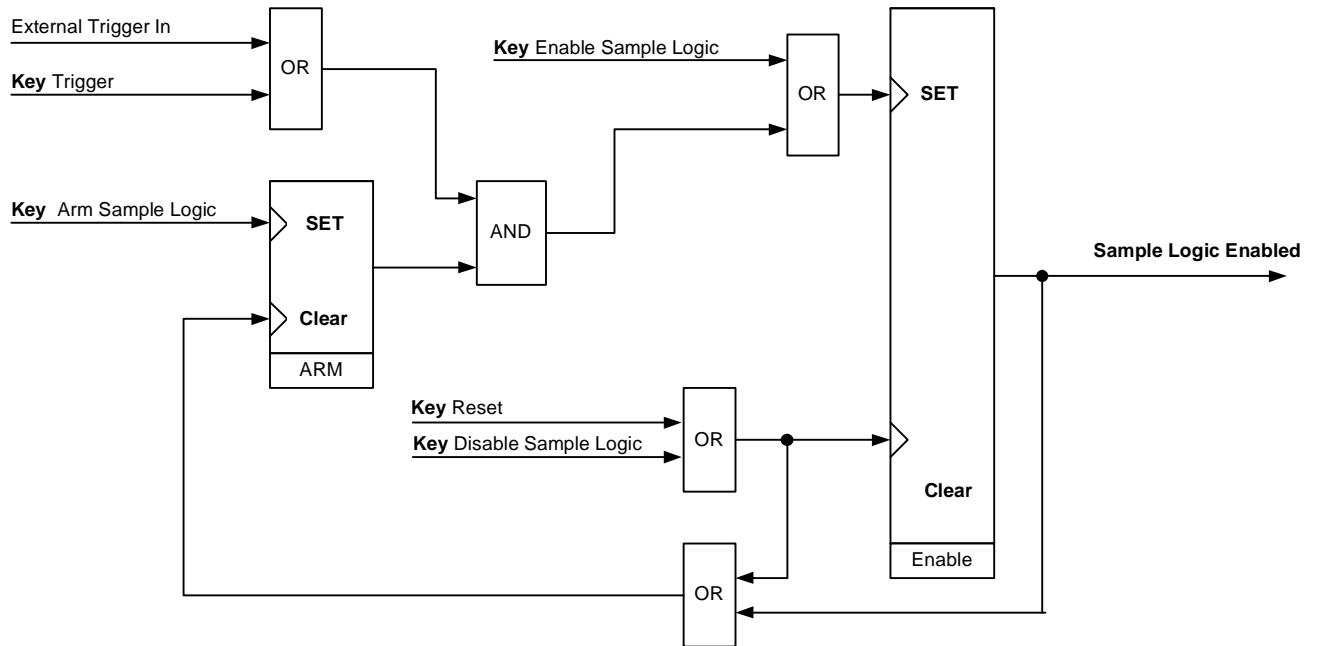 External Trigger In
OR
Key Trigger
Key Enable Sample Logic
OR
SET
Key Arm Sample Logic
SET
AND
Clear
ARM
Sample Logic Enabled
Key Reset
Key Disable Sample Logic
OR
Clear
Enable
OR